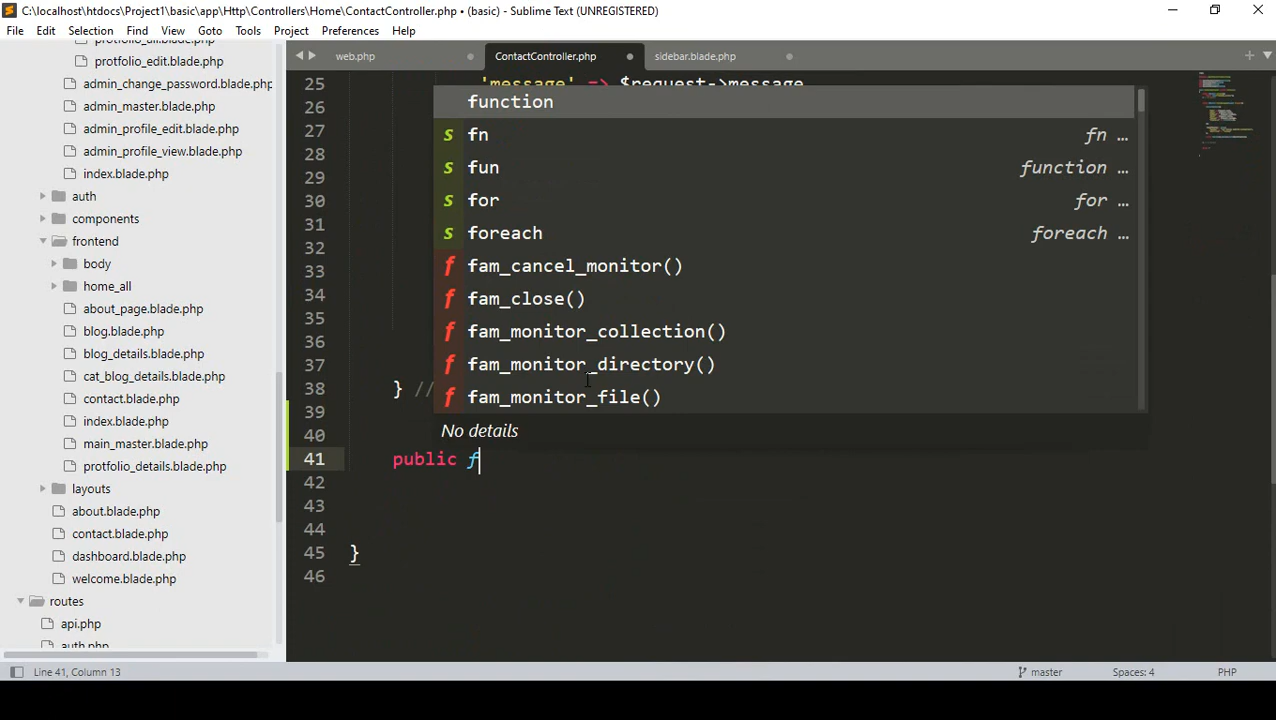 C:\localhost\htdocs\Project1\basic\app\Http\Controllers\Home\ContactController.php • (basic) - Sublime Text (UNREGISTERED)
File Edit Selection Find View Goto Tools Project Preferences Help
web.php ContactController.php sidebar.blade.php
protfolio_all.blade.php
protfolio_edit.blade.php
admin_change_password.blade.php
admin_master.blade.php
admin_profile_edit.blade.php
admin_profile_view.blade.php
index.blade.php
auth
components
frontend
body
home_all
about_page.blade.php
blog.blade.php
blog_details.blade.php
cat_blog_details.blade.php
contact.blade.php
index.blade.php
main_master.blade.php
protfolio_details.blade.php
layouts
about.blade.php
contact.blade.php
dashboard.blade.php
welcome.blade.php
routes
api.php
auth.php
25 'message' => $request->message
26
27
28
29
30
31
32
33
34
35
36
37
38 } //
39
40
41 public f
42
43
44
45 }
46
function
s fn fn …
s fun function …
s for for …
s foreach foreach …
f fam_cancel_monitor()
f fam_close()
f fam_monitor_collection()
f fam_monitor_directory()
f fam_monitor_file()
No details
Line 41, Column 13 master Spaces: 4 PHP